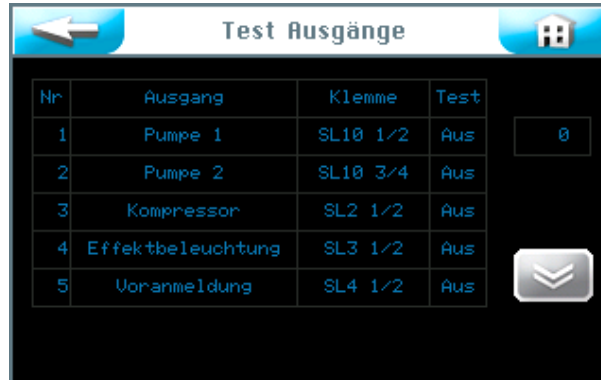 Test Ausgänge
Nr Ausgang Klemme Test
1 Pumpe 1 SL10 1/2 Aus 0
2 Pumpe 2 SL10 3/4 Aus
3 Kompressor SL2 1/2 Aus
4 Effektbeleuchtung SL3 1/2 Aus
5 Voranmeldung SL4 1/2 Aus